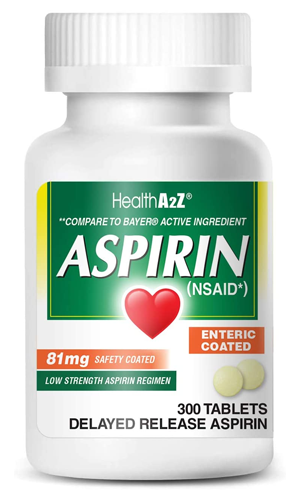 HealthA2Z®
**COMPARE TO BAYER® ACTIVE INGREDIENT
ASPIRIN
(NSAID*)
ENTERIC
COATED
81mg SAFETY COATED
LOW STRENGTH ASPIRIN REGIMEN
300 TABLETS
DELAYED RELEASE ASPIRIN